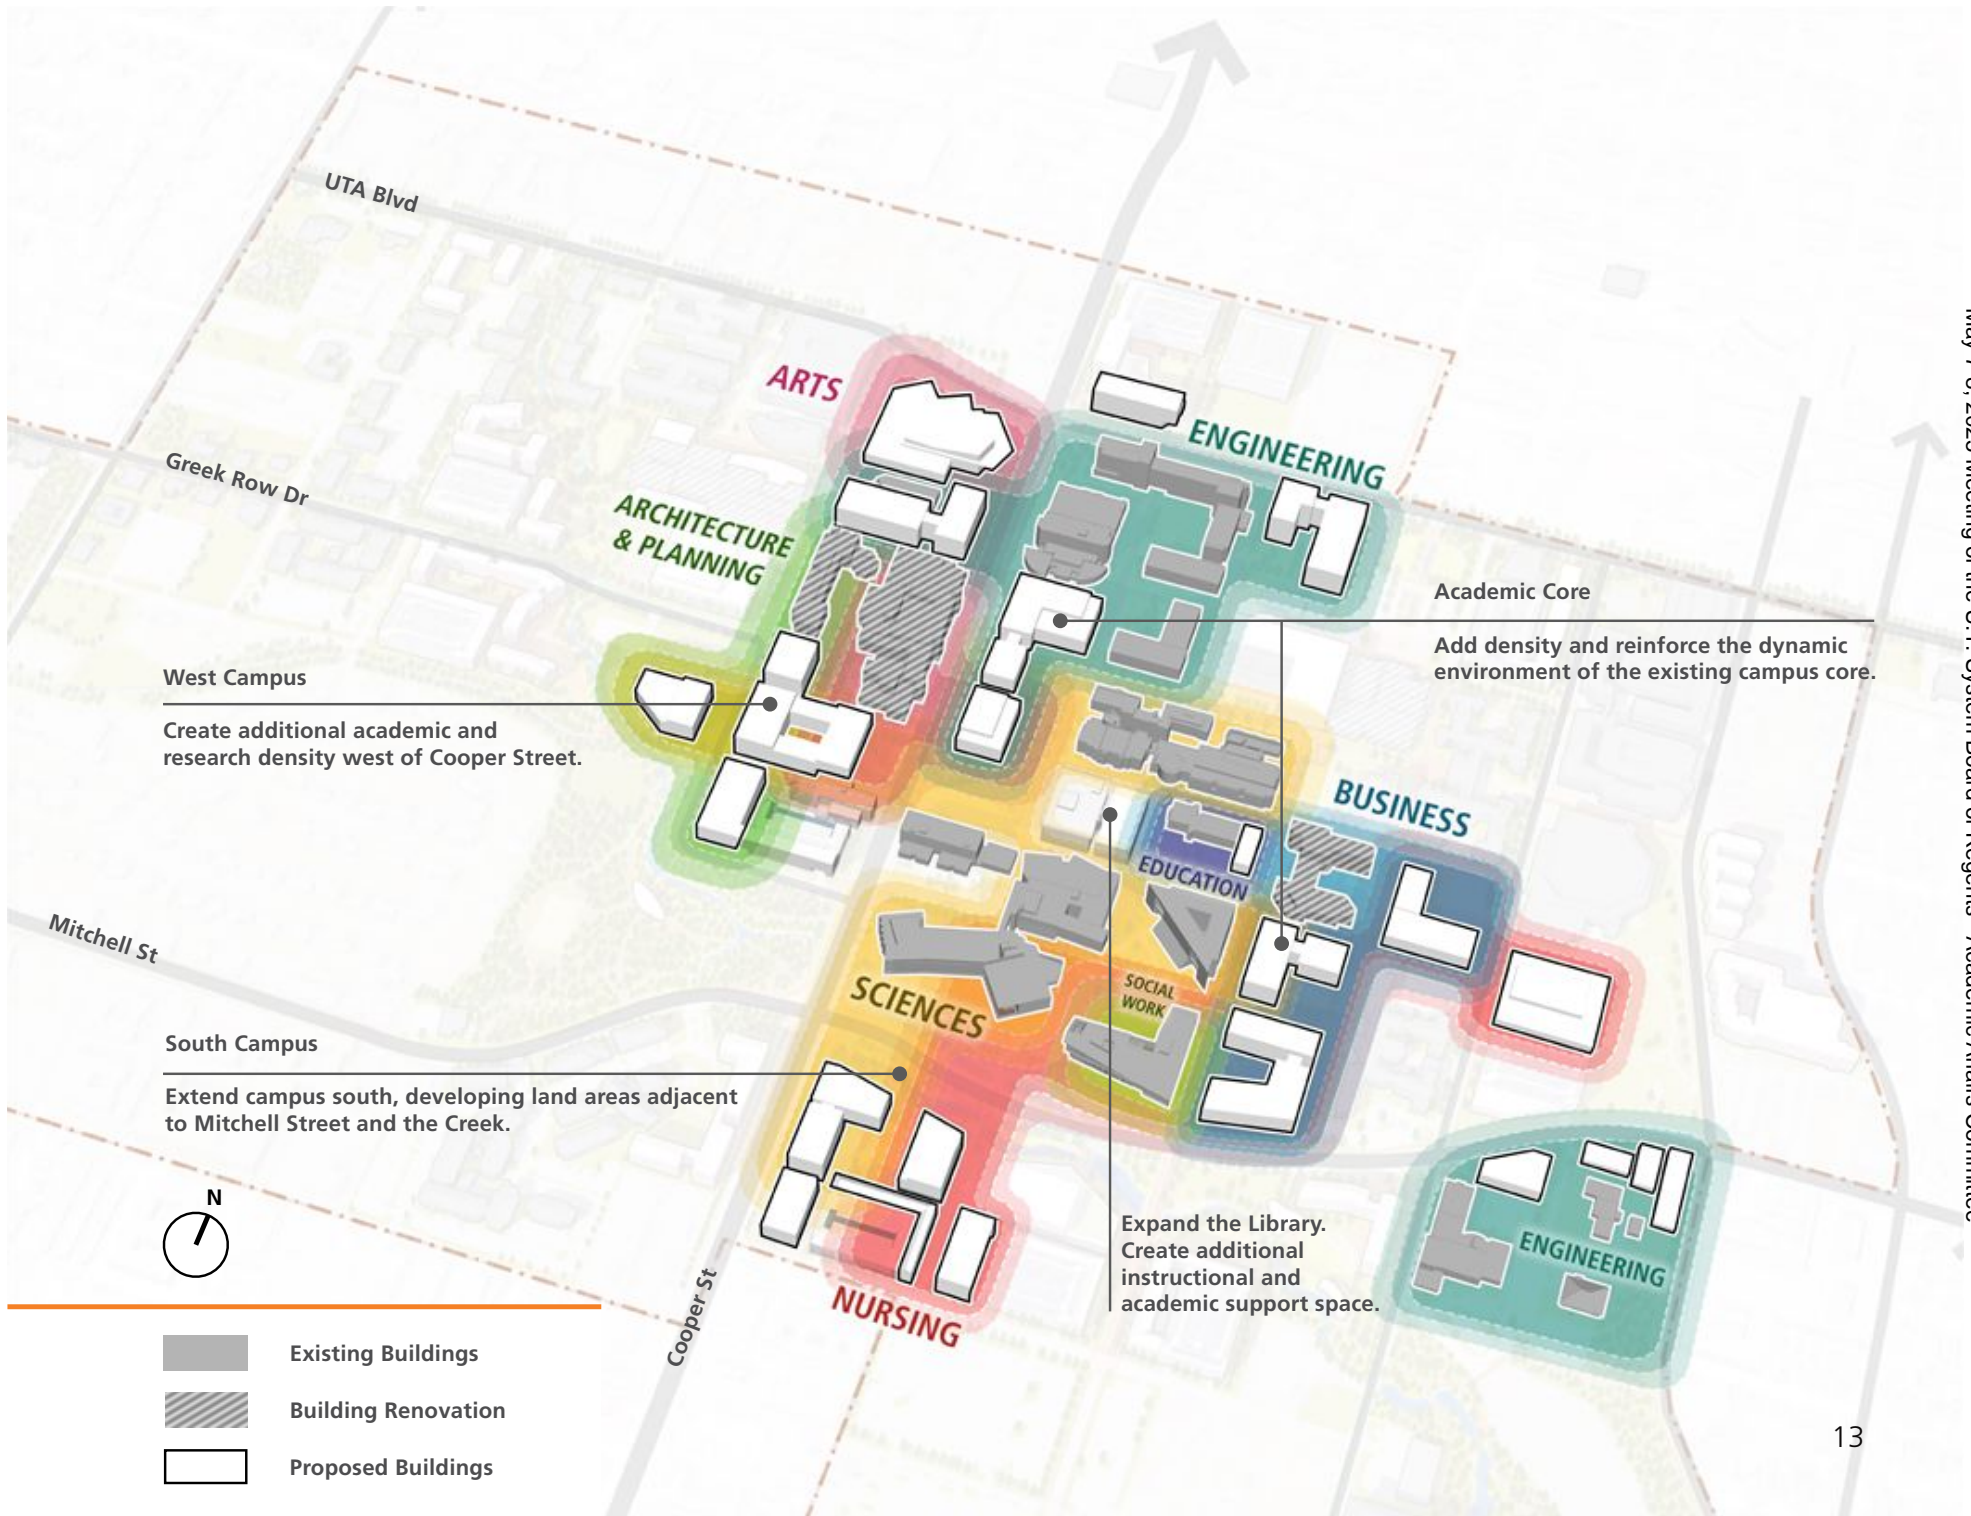 UTA Blvd
ARTS
ENGINEERING
Greek Row Dr
ARCHITECTURE
& PLANNING
Academic Core
Add density and reinforce the dynamic
environment of the existing campus core.
West Campus
Create additional academic and
research density west of Cooper Street.
BUSINESS
EDUCATION
Mitchell St
SOCIAL
WORK
SCIENCES
South Campus
Extend campus south, developing land areas adjacent
to Mitchell Street and the Creek.
N
Expand the Library.
Create additional
instructional and
academic support space.
ENGINEERING
NURSING
Cooper St
Existing Buildings
Building Renovation
Proposed Buildings
13